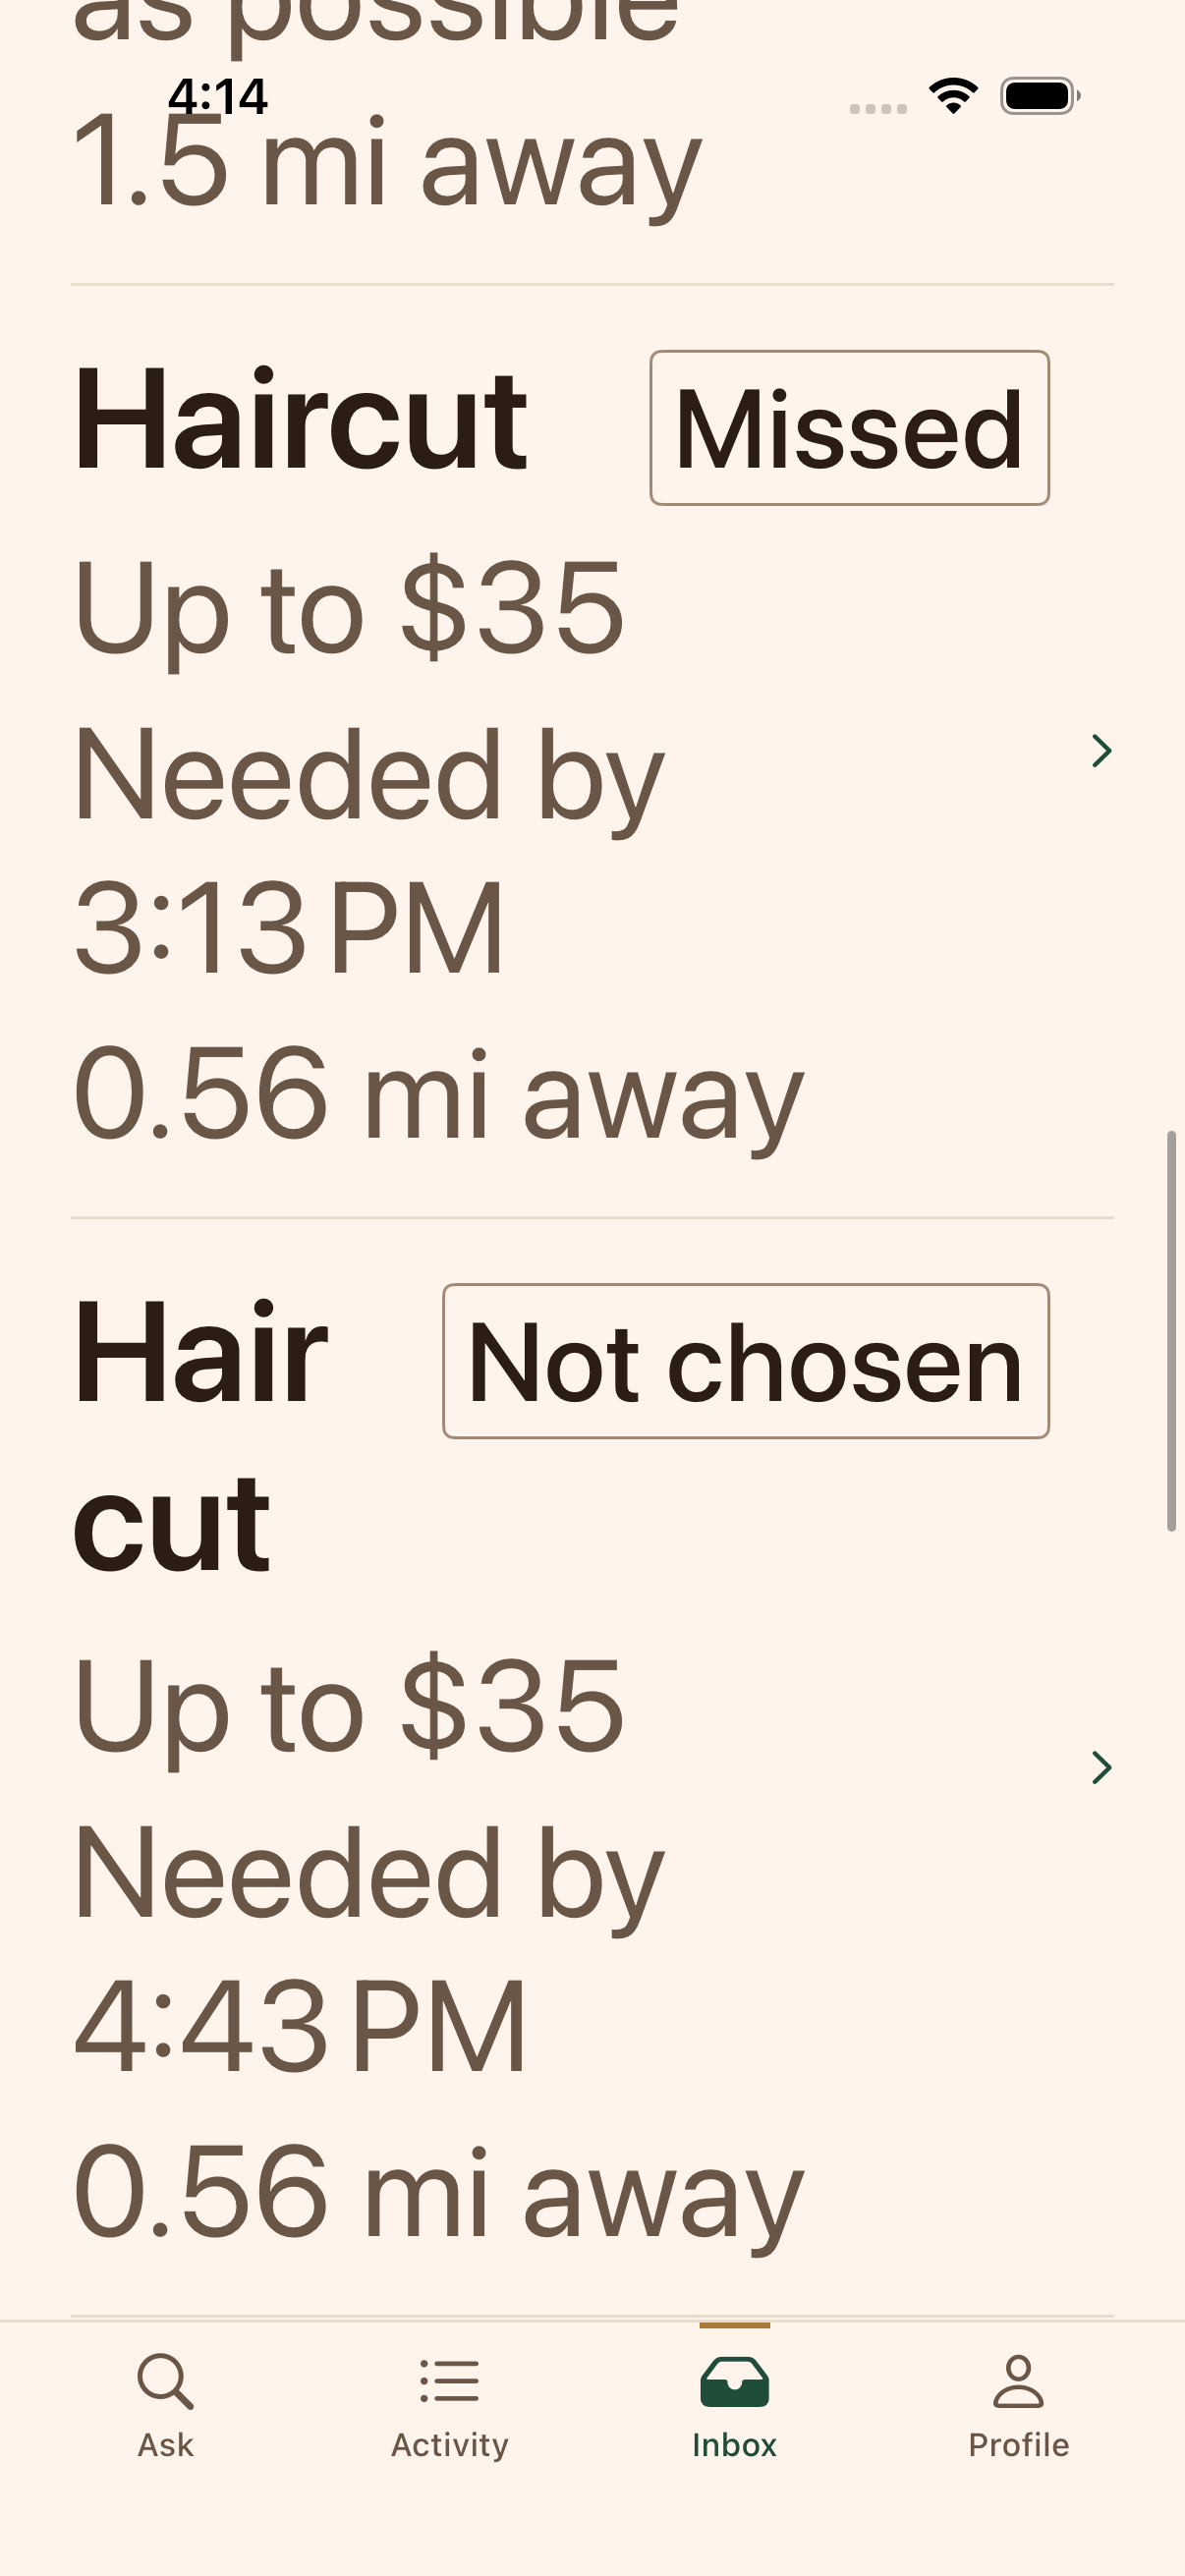 as possible
4:14
1.5 mi away
Haircut
Missed
Up to $35
Needed by
3:13 PM
0.56 mi away
Hair
cut
Not chosen
Up to $35
Needed by
4:43 PM
0.56 mi away
Ask
Activity
Inbox
Profile